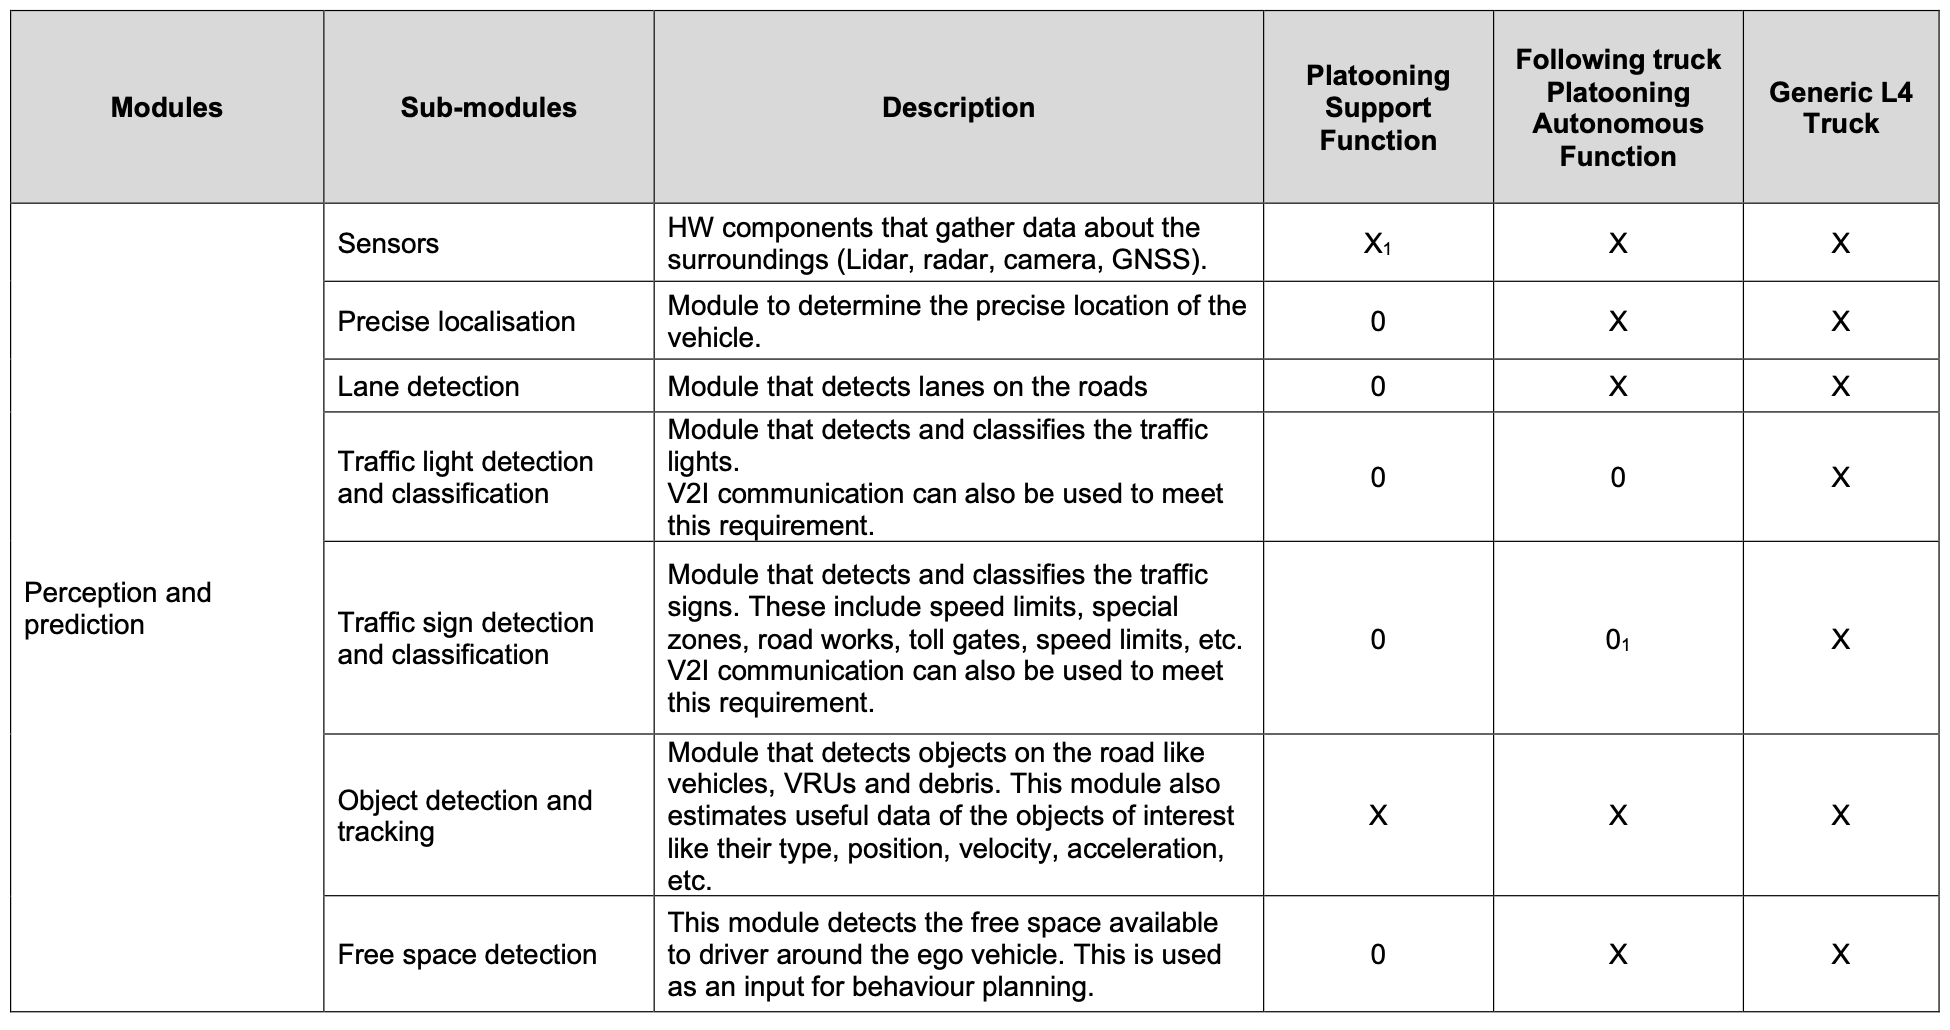 Modules
Sub-modules
Description
Platooning
Support
Function
Following truck
Platooning
Autonomous
Function
Generic L4
Truck
Perception and
prediction
Sensors
HW components that gather data about the
surroundings (Lidar, radar, camera, GNSS).
X₁
X
X
Precise localisation
Module to determine the precise location of the
vehicle.
0
X
X
Lane detection
Module that detects lanes on the roads
0
X
X
Traffic light detection
and classification
Module that detects and classifies the traffic
lights.
V2I communication can also be used to meet
this requirement.
0
0
X
Traffic sign detection
and classification
Module that detects and classifies the traffic
signs. These include speed limits, special
zones, road works, toll gates, speed limits, etc.
V2I communication can also be used to meet
this requirement.
0
0₁
X
Object detection and
tracking
Module that detects objects on the road like
vehicles, VRUs and debris. This module also
estimates useful data of the objects of interest
like their type, position, velocity, acceleration,
etc.
X
X
X
Free space detection
This module detects the free space available
to driver around the ego vehicle. This is used
as an input for behaviour planning.
0
X
X